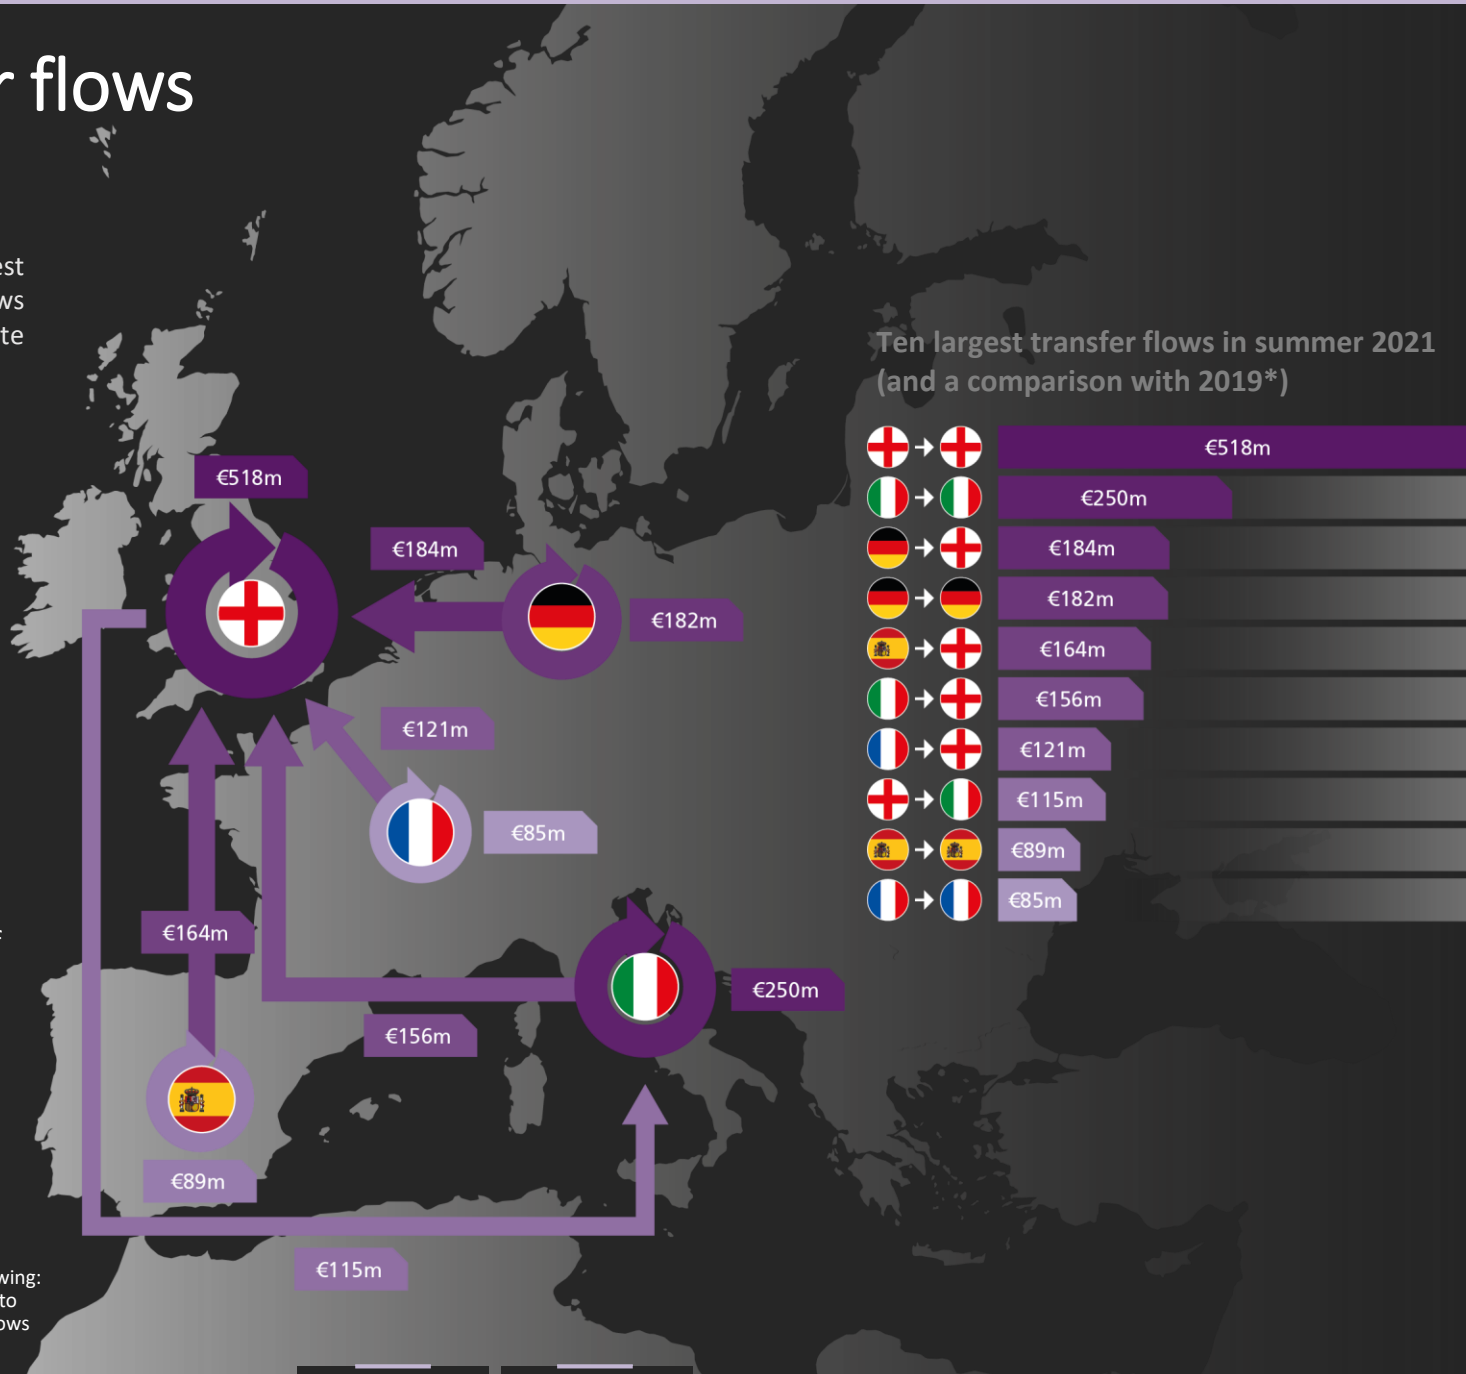 r flows
est
ws
te
Ten largest transfer flows in summer 2021
(and a comparison with 2019*)
€518m
€250m
€184m
€182m
€164m
€156m
€121m
€115m
€89m
€85m
€518m
€184m
€182m
€121m
€85m
€164m
€250m
€156m
€89m
€115m
wing:
to
ows